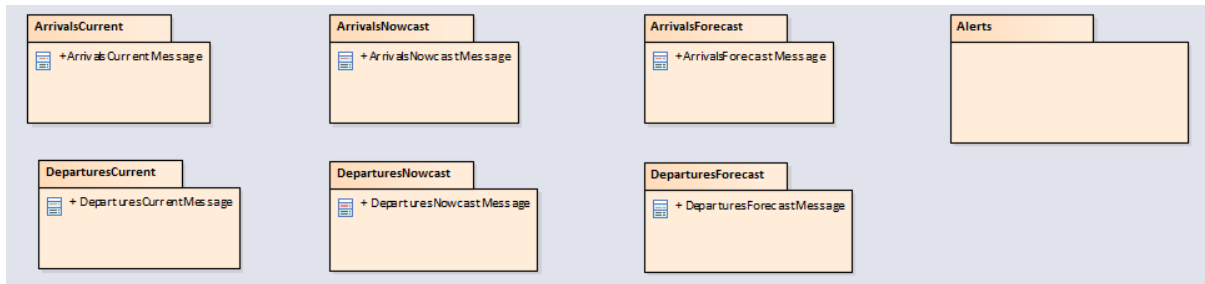 ArrivalsCurrent
+ArrivalsCurrentMessage
ArrivalsNowcast
+ArrivalsNowcastMessage
ArrivalsForecast
+ArrivalsForecastMessage
Alerts
DeparturesCurrent
+ DeparturesCurrentMessage
DeparturesNowcast
+ DeparturesNowcastMessage
DeparturesForecast
+ DeparturesForecastMessage